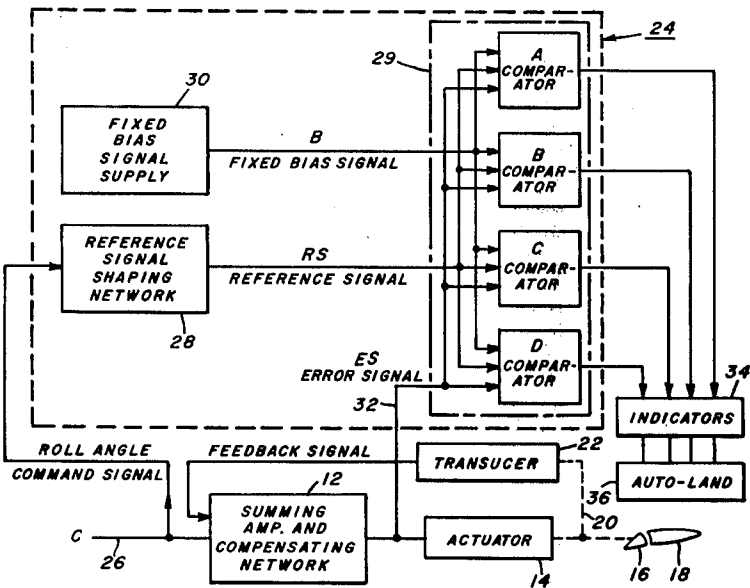 24
29
30
FIXED
BIAS
SIGNAL
SUPPLY
B
FIXED BIAS SIGNAL
A
COMPAR-
ATOR
B
COMPAR-
ATOR
REFERENCE
SIGNAL
SHAPING
NETWORK
28
RS
REFERENCE SIGNAL
C
COMPAR-
ATOR
ES
ERROR SIGNAL
32
D
COMPAR-
ATOR
34
INDICATORS
ROLL ANGLE
COMMAND SIGNAL
FEEDBACK SIGNAL
22
TRANSUCER
36
AUTO-LAND
12
C
26
SUMMING
AMP. AND
COMPENSATING
NETWORK
20
ACTUATOR
14
16
18